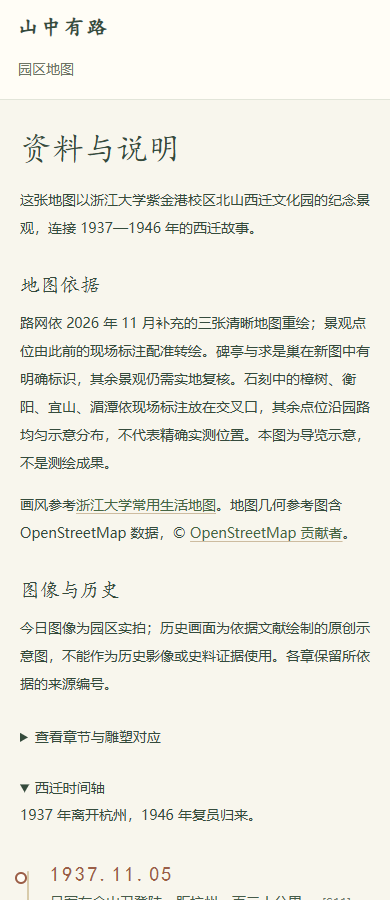 山中有路
园区地图
资料与说明
这张地图以浙江大学紫金港校区北山西迁文化园的纪念景
观，连接 1937—1946 年的西迁故事。
地图依据
路网依 2026 年 11 月补充的三张清晰地图重绘；景观点
位由此前的现场标注配准转绘。碑亭与求是巢在新图中有
明确标识，其余景观仍需实地复核。石刻中的樟树、衡
阳、宜山、湄潭依现场标注放在交叉口，其余点位沿园路
均匀示意分布，不代表精确实测位置。本图为导览示意，
不是测绘成果。
画风参考浙江大学常用生活地图。地图几何参考图含
OpenStreetMap 数据，© OpenStreetMap 贡献者。
图像与历史
今日图像为园区实拍；历史画面为依据文献绘制的原创示
意图，不能作为历史影像或史料证据使用。各章保留所依
据的来源编号。
▶ 查看章节与雕塑对应
▼ 西迁时间轴
1937 年离开杭州，1946 年复员归来。
1937.11.05